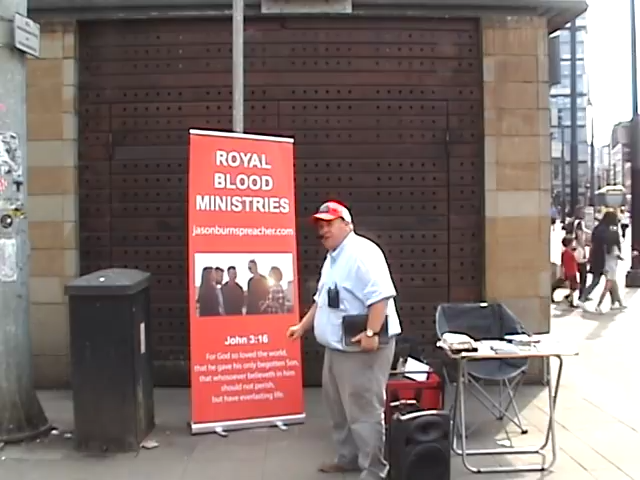 ROYAL
BLOOD
MINISTRIES
jasonburnspreacher.com
John 3:16
For God so loved the world,
that he gave his only begotten Son,
that whosoever believeth in him
should not perish,
but have everlasting life.